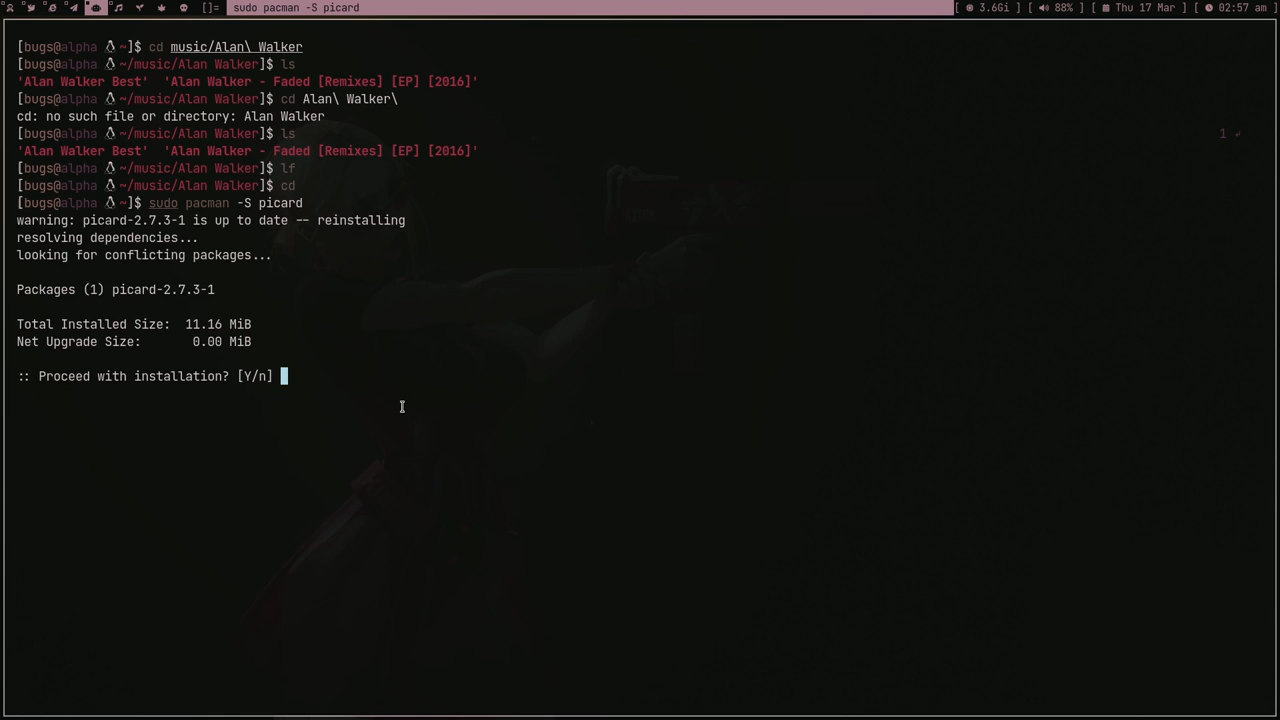 []= sudo pacman -S picard [ 3.6Gi ] [ 88% ] [ Thu 17 Mar ] [ 02:57 am ]
[bugs@alpha ~]$ cd music/Alan\ Walker
[bugs@alpha ~/music/Alan Walker]$ ls
'Alan Walker Best'  'Alan Walker - Faded [Remixes] [EP] [2016]'
[bugs@alpha ~/music/Alan Walker]$ cd Alan\ Walker\
cd: no such file or directory: Alan Walker
[bugs@alpha ~/music/Alan Walker]$ ls 1
'Alan Walker Best'  'Alan Walker - Faded [Remixes] [EP] [2016]'
[bugs@alpha ~/music/Alan Walker]$ lf
[bugs@alpha ~/music/Alan Walker]$ cd
[bugs@alpha ~]$ sudo pacman -S picard
warning: picard-2.7.3-1 is up to date -- reinstalling
resolving dependencies...
looking for conflicting packages...
Packages (1) picard-2.7.3-1
Total Installed Size:  11.16 MiB
Net Upgrade Size:       0.00 MiB
:: Proceed with installation? [Y/n]